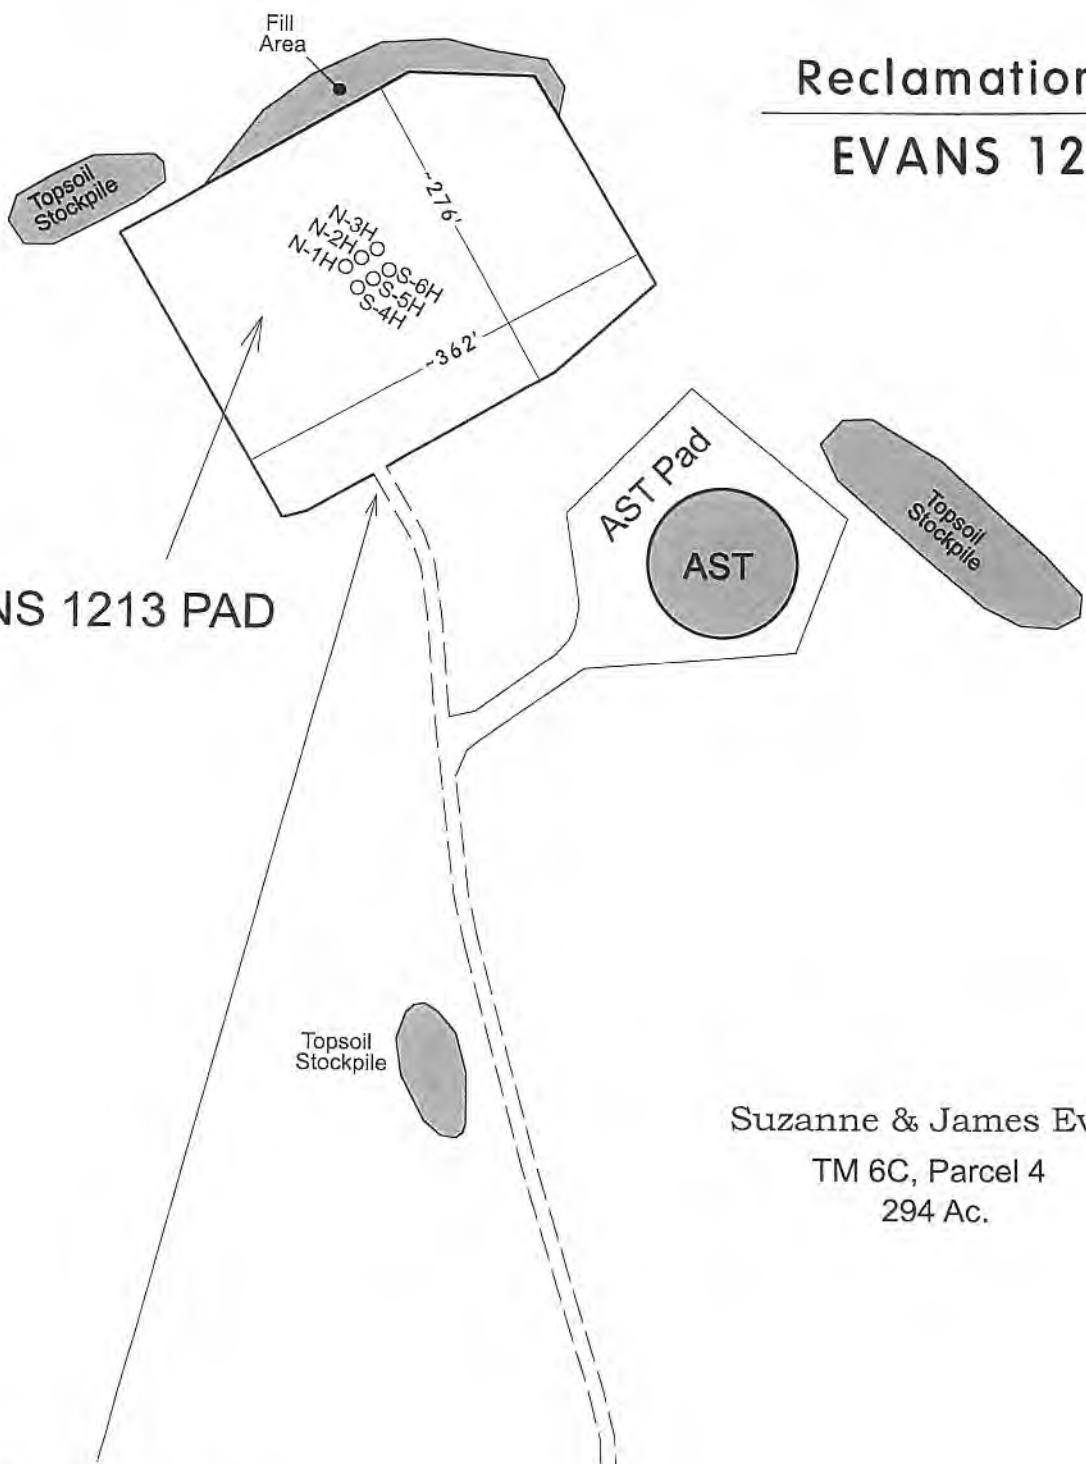 Fill
Area
Reclamation
EVANS 12
Topsoil
Stockpile
~276'
N-3H
N-2H
N-1H
S-6H
S-5H
S-4H
~362'
AST Pad
AST
Topsoil
Stockpile
NS 1213 PAD
Topsoil
Stockpile
Suzanne & James Ev
TM 6C, Parcel 4
294 Ac.